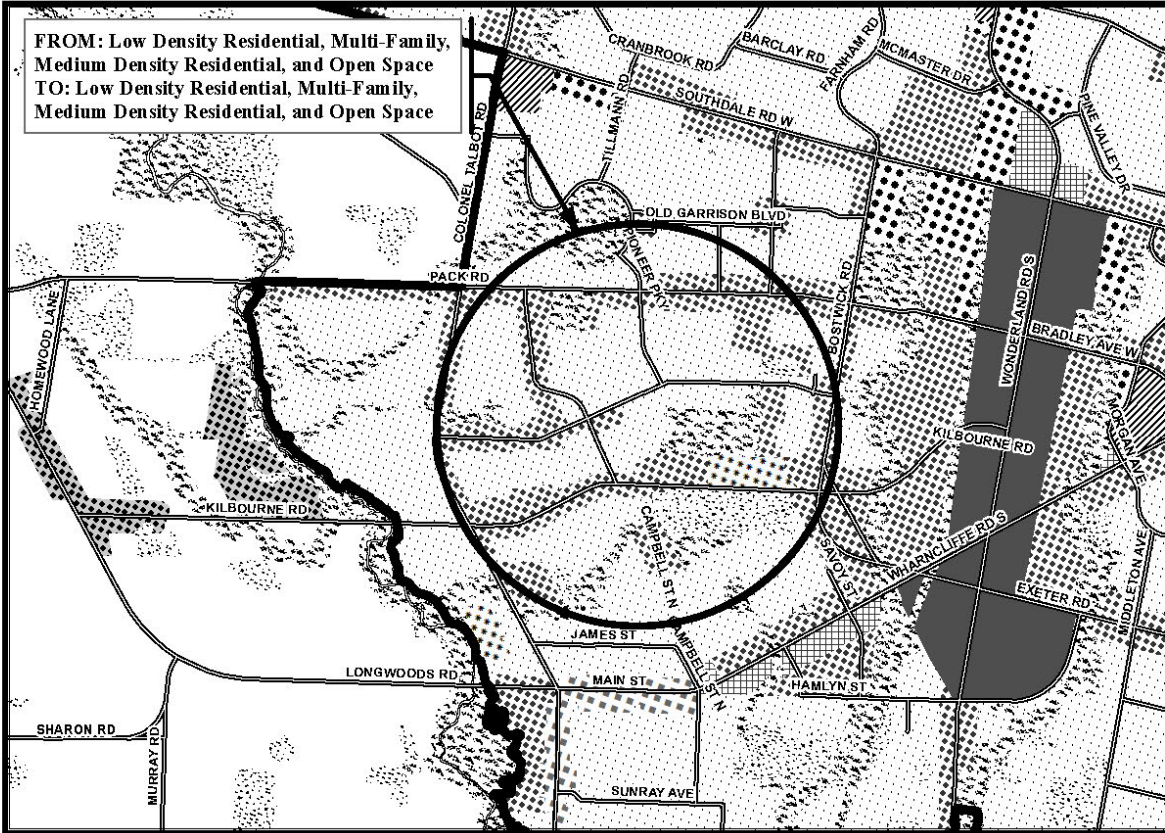 FROM: Low Density Residential, Multi-Family,
Medium Density Residential, and Open Space
TO: Low Density Residential, Multi-Family,
Medium Density Residential, and Open Space
CRANBROOK RD
BARCLAY RD
FARNHAM RD
MCMASTER DR
PINE VALLEY DR
SOUTHDALE RD W
TILLMANN RD
COLONEL TALBOT RD
OLD GARRISON BLVD
PIONEER PKY
PACK RD
BOSTWICK RD
WONDERLAND RD S
BRADLEY AVE W
HOMEWOOD LANE
MORGAN AVE
KILBOURNE RD
KILBOURNE RD
CAMPBELL ST N
SAVOY ST
WHARNCLIFFE RD S
EXETER RD
MIDDLETON AVE
JAMES ST
CAMPBELL ST N
LONGWOODS RD
MAIN ST
HAMLYN ST
SHARON RD
MURRAY RD
SUNRAY AVE